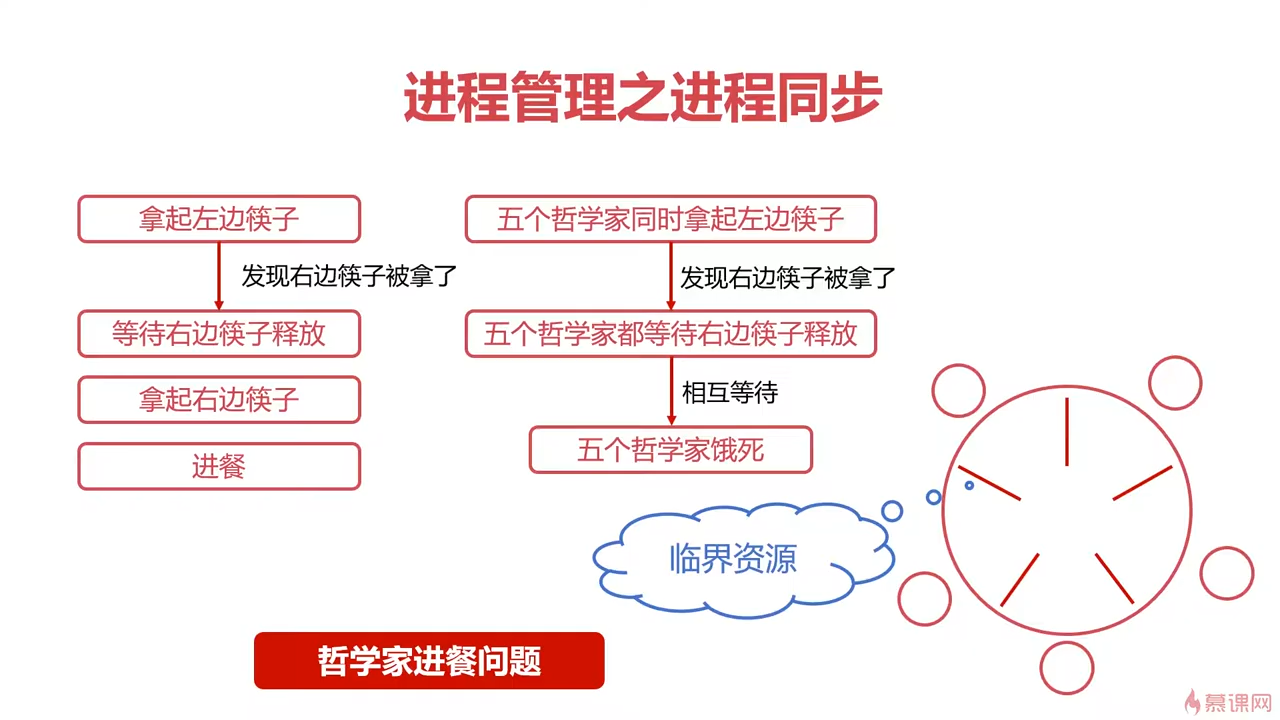 进程管理之进程同步
拿起左边筷子
发现右边筷子被拿了
等待右边筷子释放
拿起右边筷子
进餐
五个哲学家同时拿起左边筷子
发现右边筷子被拿了
五个哲学家都等待右边筷子释放
相互等待
五个哲学家饿死
临界资源
哲学家进餐问题
慕课网